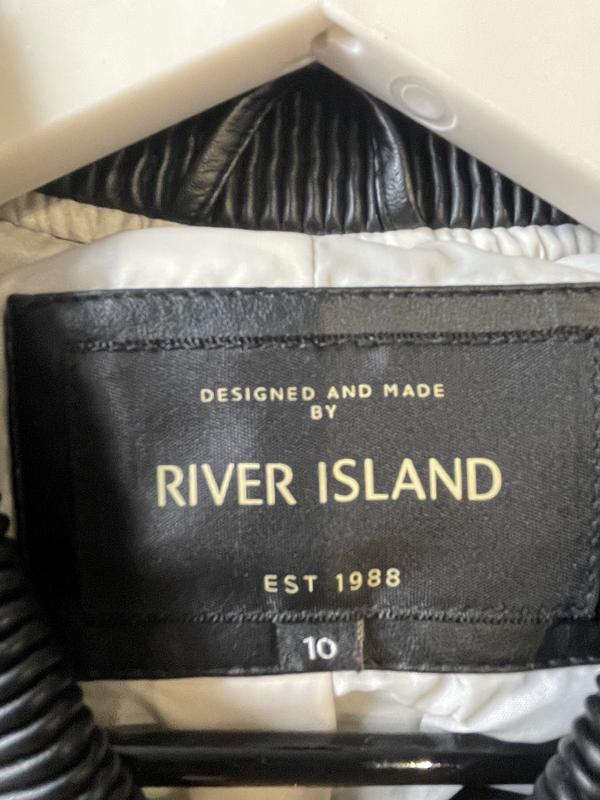 DESIGNED AND MADE
BY
RIVER ISLAND
EST 1988
10